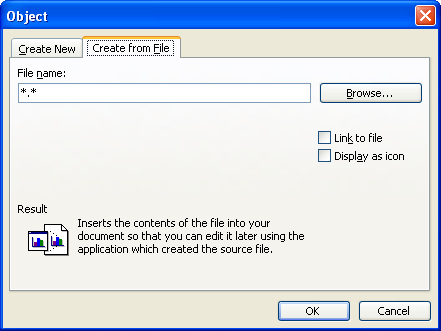 Object
Create New
Create from File
File name:
*.*
Browse...
Link to file
Display as icon
Result
Inserts the contents of the file into your
document so that you can edit it later using the
application which created the source file.
OK
Cancel